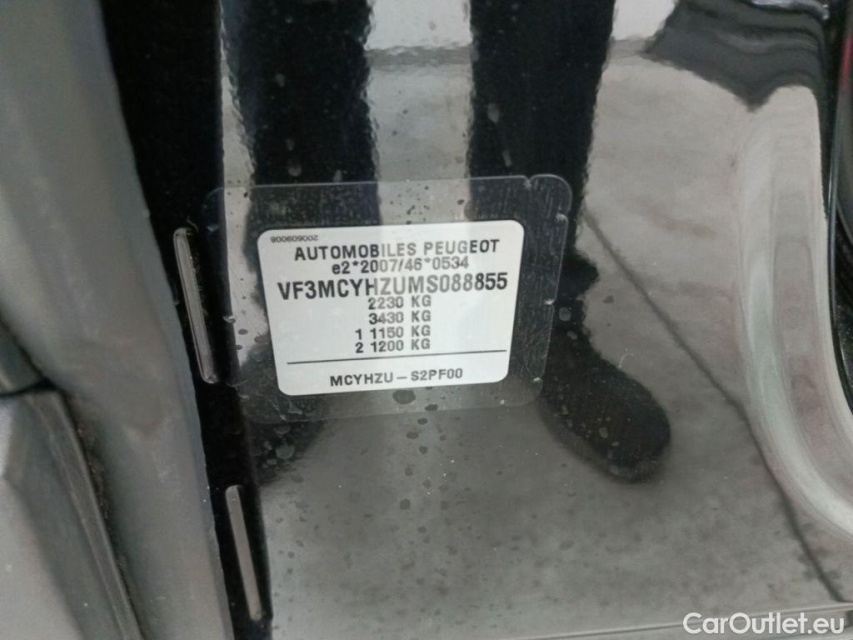 AUTOMOBILES PEUGEOT
e2*2007/46*0534
VF3MCYHZUMS088855
2230 KG
3430 KG
1 1150 KG
2 1200 KG
MCYHZU – S2PF00
CarOutlet.eu